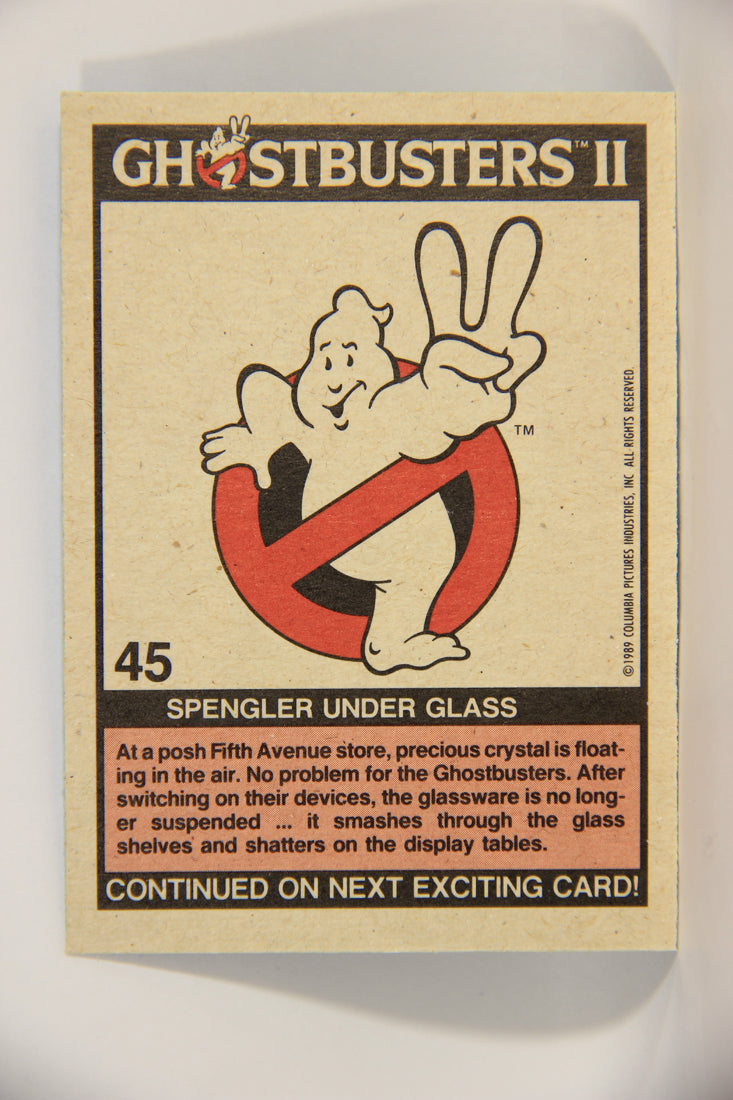 GHOSTBUSTERS™ II
TM
©1989 COLUMBIA PICTURES INDUSTRIES, INC ALL RIGHTS RESERVED.
45
SPENGLER UNDER GLASS
At a posh Fifth Avenue store, precious crystal is float-
ing in the air. No problem for the Ghostbusters. After
switching on their devices, the glassware is no long-
er suspended ... it smashes through the glass
shelves and shatters on the display tables.
CONTINUED ON NEXT EXCITING CARD!